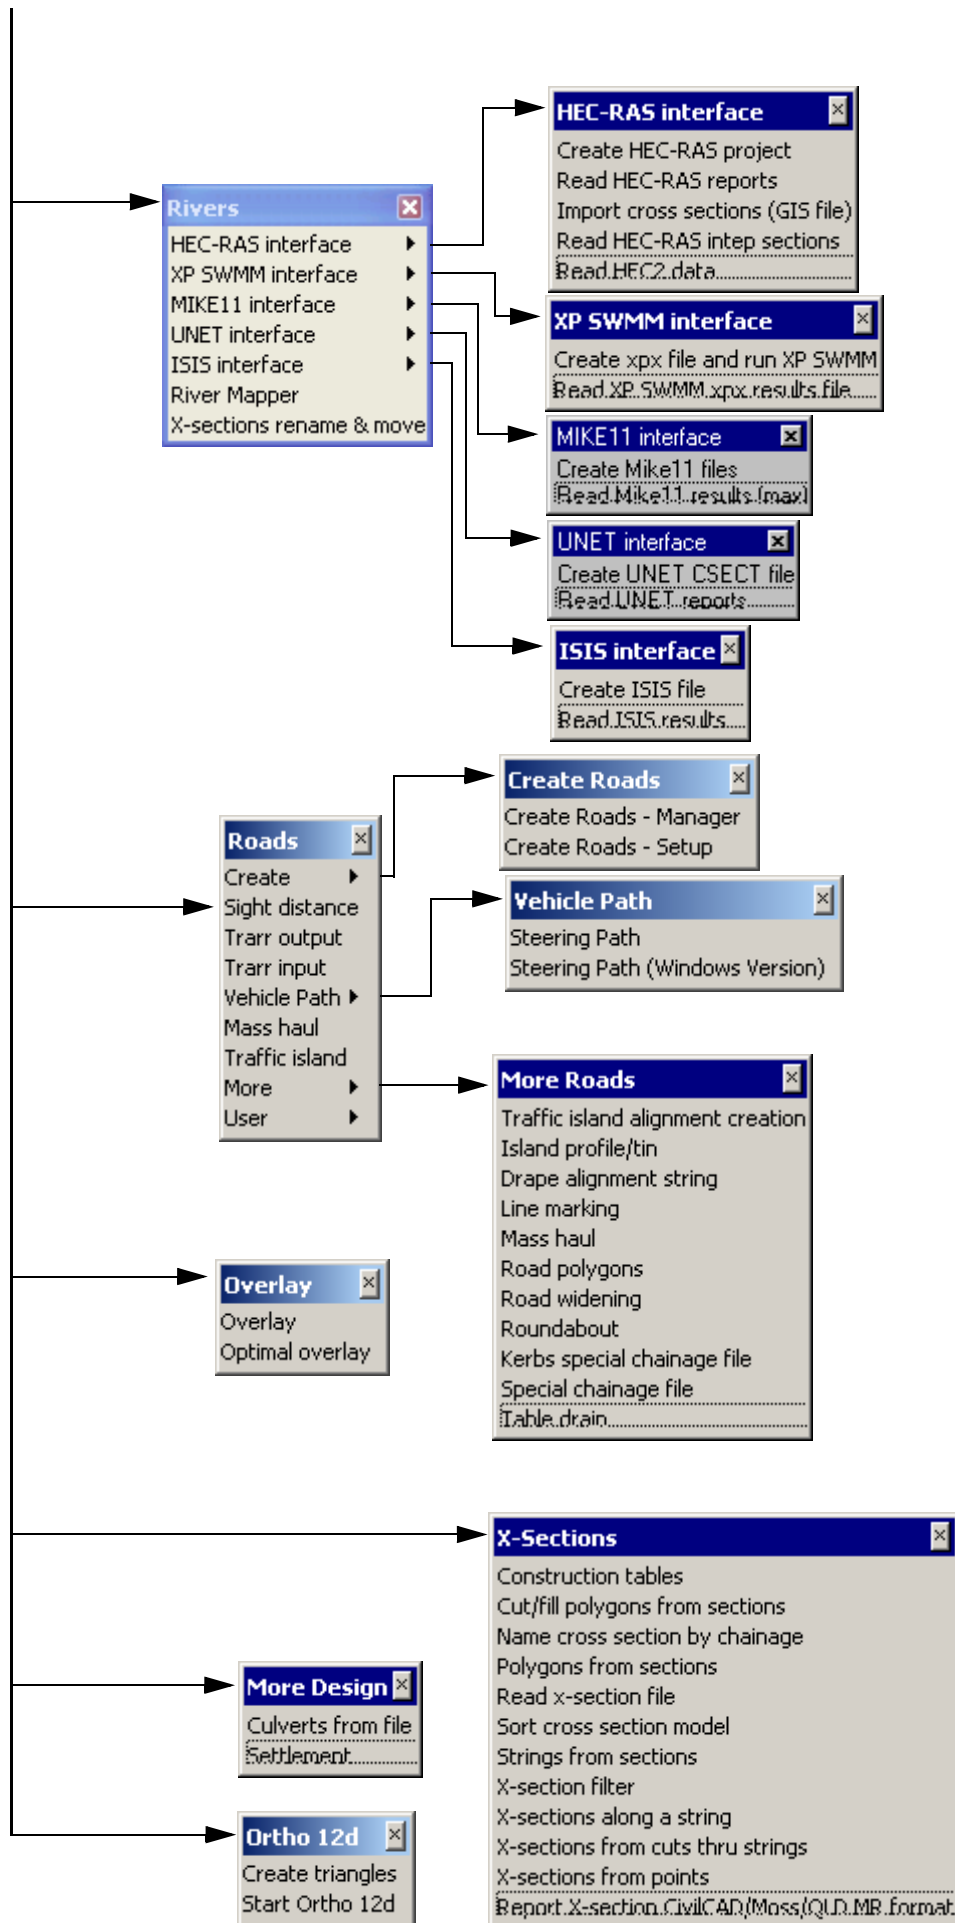 HEC-RAS interface
Create HEC-RAS project
Read HEC-RAS reports
Import cross sections (GIS file)
Read HEC-RAS intep sections
Read HEC2 data
Rivers
HEC-RAS interface
XP SWMM interface
MIKE11 interface
UNET interface
ISIS interface
River Mapper
X-sections rename & move
XP SWMM interface
Create xpx file and run XP SWMM
Read XP SWMM xpx results file
MIKE11 interface
Create Mike11 files
Read Mike11 results (max)
UNET interface
Create UNET CSECT file
Read UNET reports
ISIS interface
Create ISIS file
Read ISIS results
Create Roads
Create Roads - Manager
Create Roads - Setup
Roads
Create
Sight distance
Trarr output
Trarr input
Vehicle Path
Mass haul
Traffic island
More
User
Vehicle Path
Steering Path
Steering Path (Windows Version)
More Roads
Traffic island alignment creation
Island profile/tin
Drape alignment string
Line marking
Mass haul
Road polygons
Road widening
Roundabout
Kerbs special chainage file
Special chainage file
Table drain
Overlay
Overlay
Optimal overlay
X-Sections
Construction tables
Cut/fill polygons from sections
Name cross section by chainage
Polygons from sections
Read x-section file
Sort cross section model
Strings from sections
X-section filter
X-sections along a string
X-sections from cuts thru strings
X-sections from points
Report X-section CivilCAD/Moss/QLD MR format
More Design
Culverts from file
Settlement
Ortho 12d
Create triangles
Start Ortho 12d